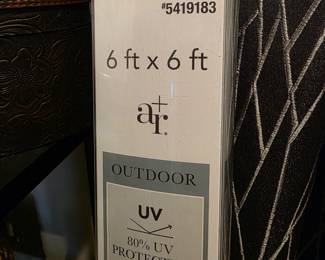 #5419183
6 ft x 6 ft
a+r.
OUTDOOR
UV
80% UV